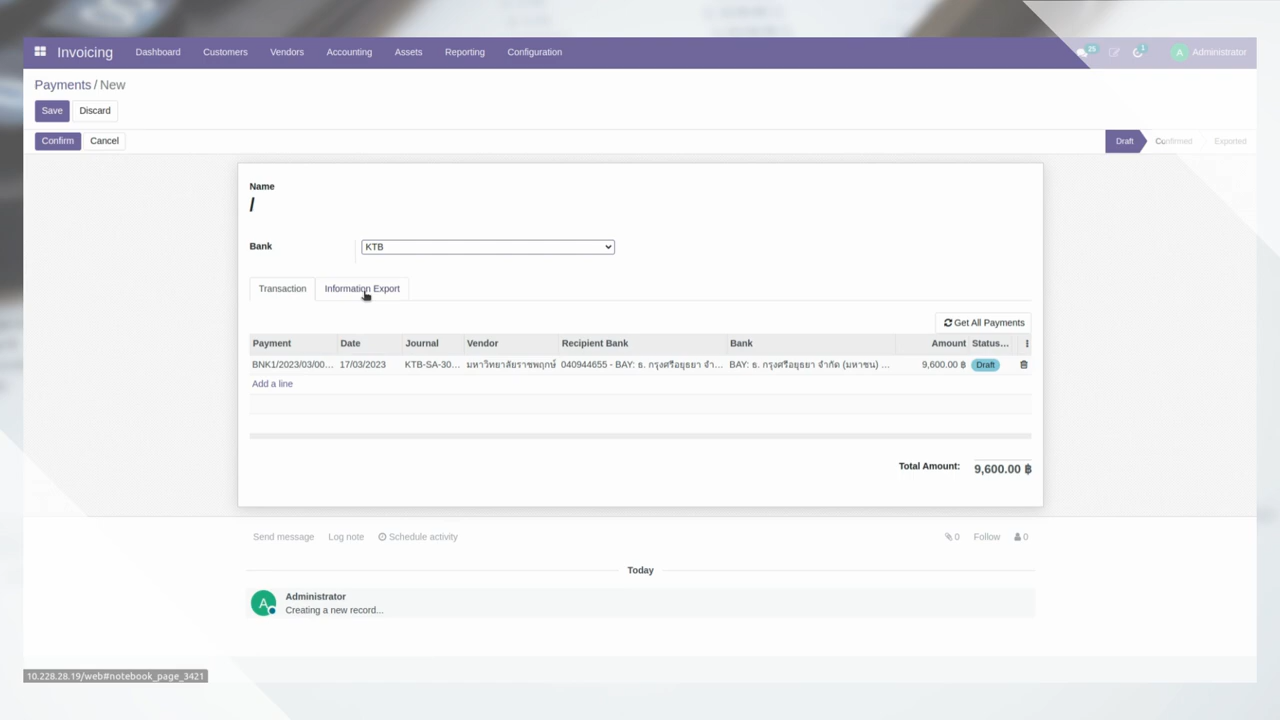 Invoicing Dashboard Customers Vendors Accounting Assets Reporting Configuration 25 1 A Administrator
Payments / New
Save Discard
Confirm Cancel Draft Confirmed Exported
Name
/
Bank KTB
Transaction Information Export
Get All Payments
Payment Date Journal Vendor Recipient Bank Bank Amount Status...
BNK1/2023/03/00... 17/03/2023 KTB-SA-30... มหาวิทยาลัยราชพฤกษ์ 040944655 - BAY: ธ. กรุงศรีอยุธยา จำ... BAY: ธ. กรุงศรีอยุธยา จำกัด (มหาชน) ... 9,600.00 ฿ Draft
Add a line
Total Amount: 9,600.00 ฿
Send message Log note Schedule activity 0 Follow 0
Today
A Administrator
Creating a new record...
10.228.28.19/web#notebook_page_3421